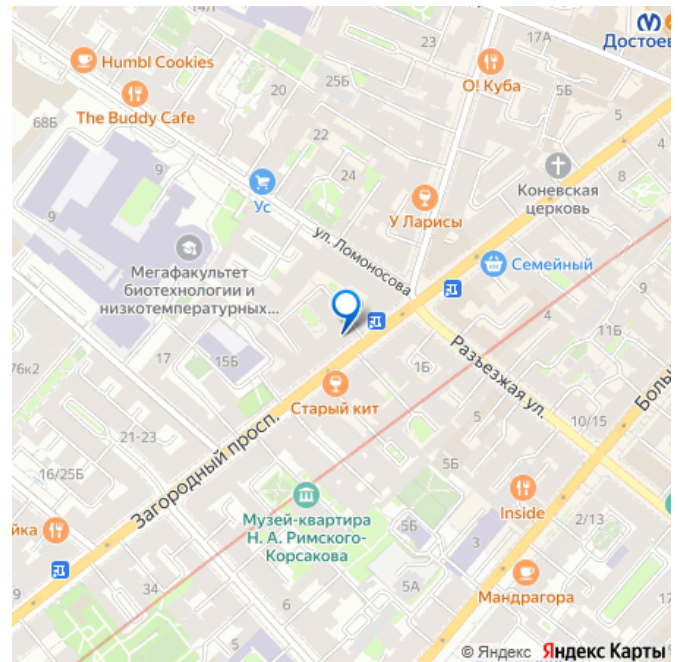 14/1
23
17А
Достоев
Humbl Cookies
The Buddy Cafe
25Б
20
О! Куба
5Б
6
68Б
22
24
Ус
9
У Ларисы
Коневская
церковь
8
4
ул. Ломоносова
Семейный
Мегафакультет
биотехнологии и
низкотемпературных...
9
17
15Б
76к2
4
11Б
1Б
Разъезжая ул.
Старый кит
Загородный просп.
5
10/15
Боль
21-23
16/25Б
5Б
Inside
Музей-квартира
Н. А. Римского-
Корсакова
йка
5Б
3
2/13
5А
Мандрагора
34
6
17
© Яндекс Яндекс Карты